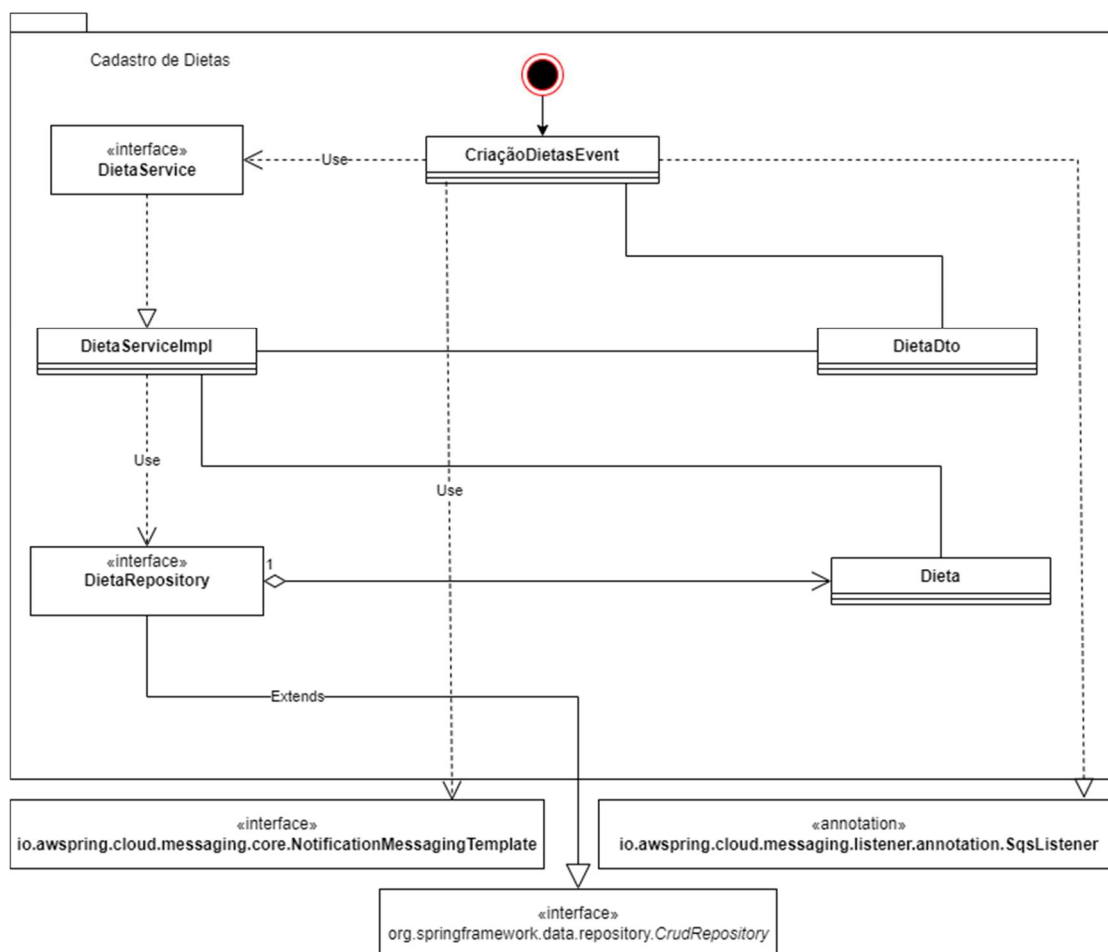 Cadastro de Dietas
«interface»
DietaService
Use
CriaçãoDietasEvent
DietaServiceImpl
DietaDto
Use
Use
«interface»
DietaRepository
1
Dieta
Extends
«interface»
io.awspring.cloud.messaging.core.NotificationMessagingTemplate
«annotation»
io.awspring.cloud.messaging.listener.annotation.SqsListener
«interface»
org.springframework.data.repository.CrudRepository